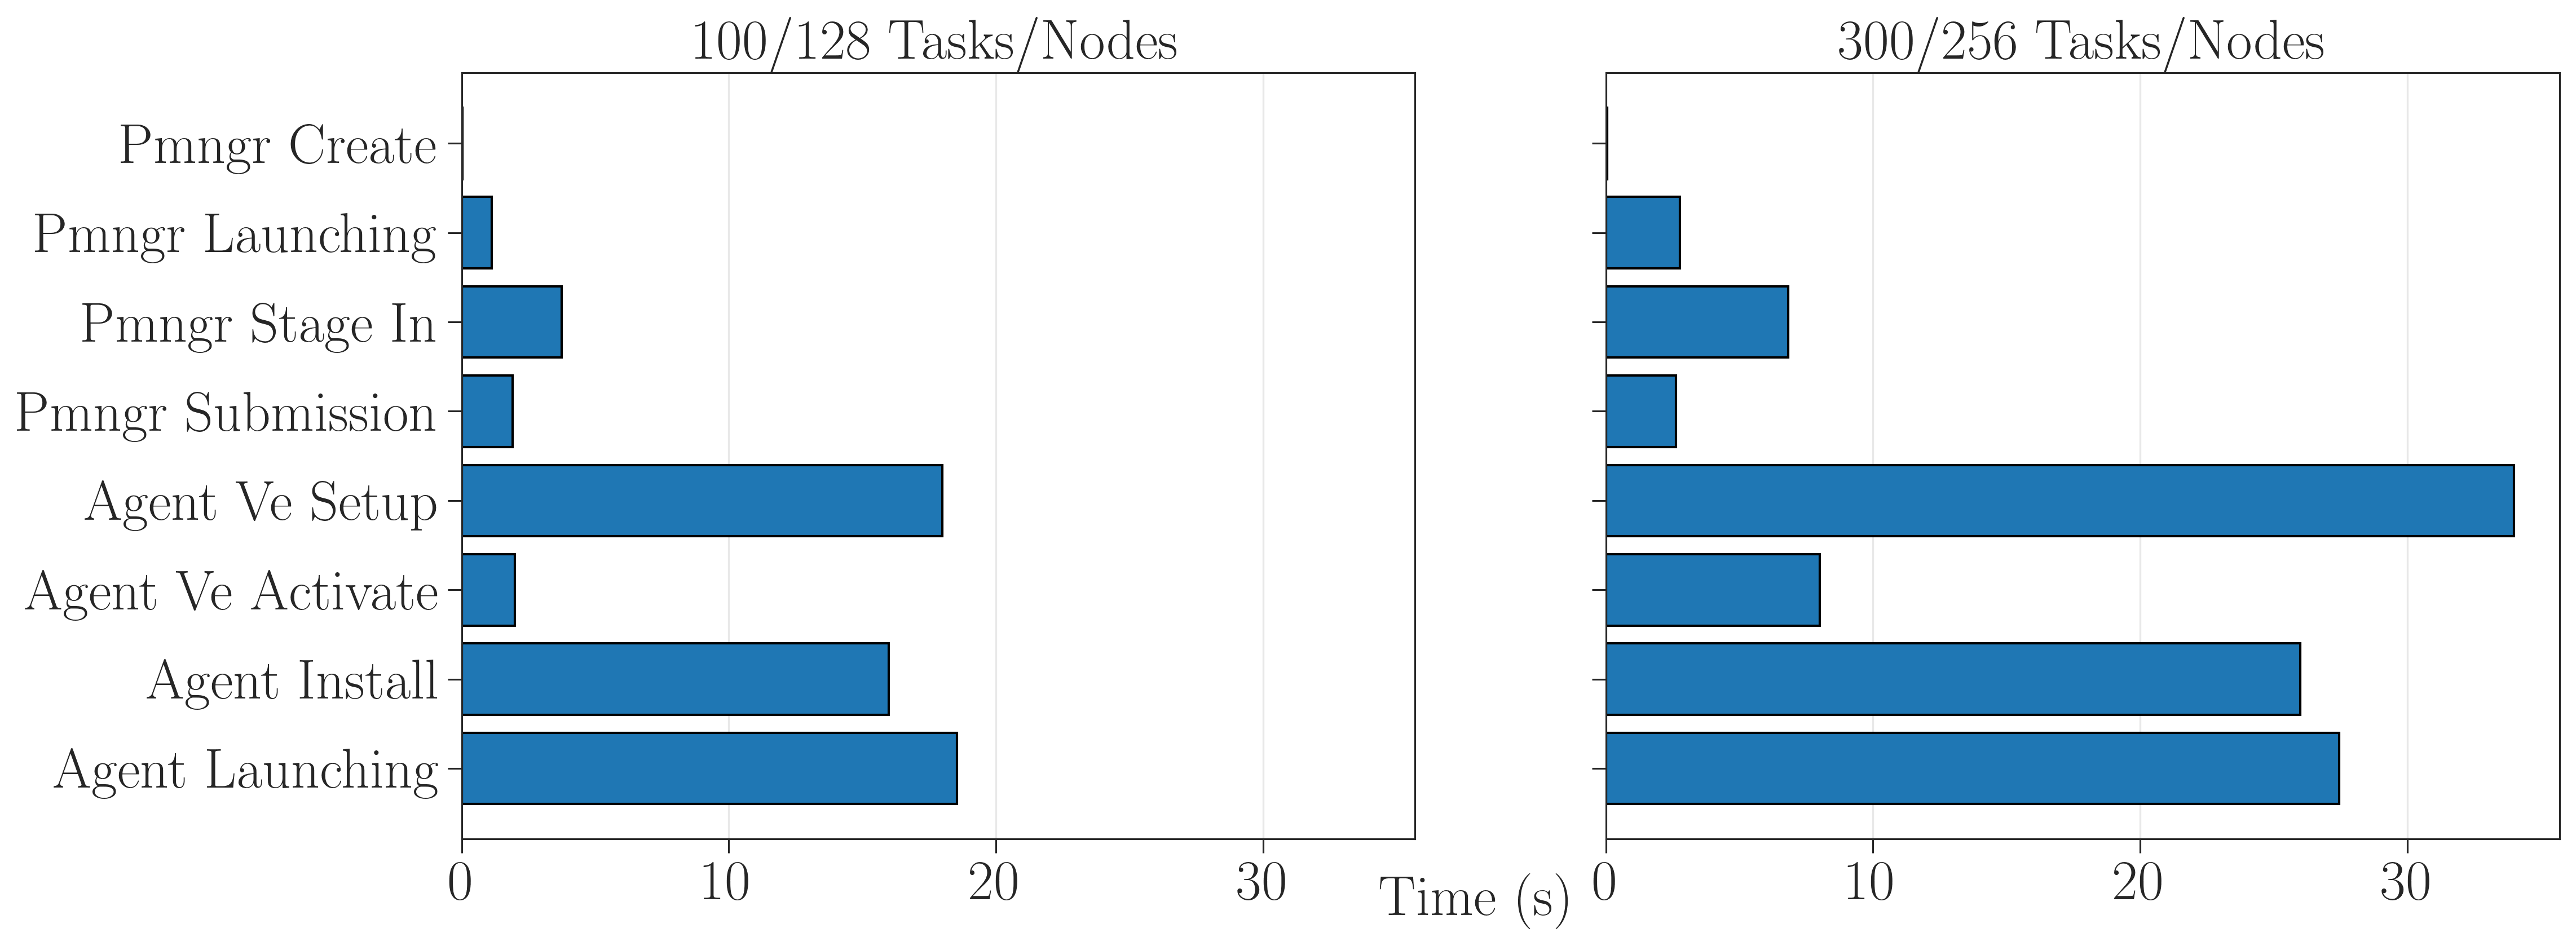 100/128 Tasks/Nodes
300/256 Tasks/Nodes
Pmngr Create
Pmngr Launching
Pmngr Stage In
Pmngr Submission
Agent Ve Setup
Agent Ve Activate
Agent Install
Agent Launching
0 10 20 30
0 10 20 30
Time (s)